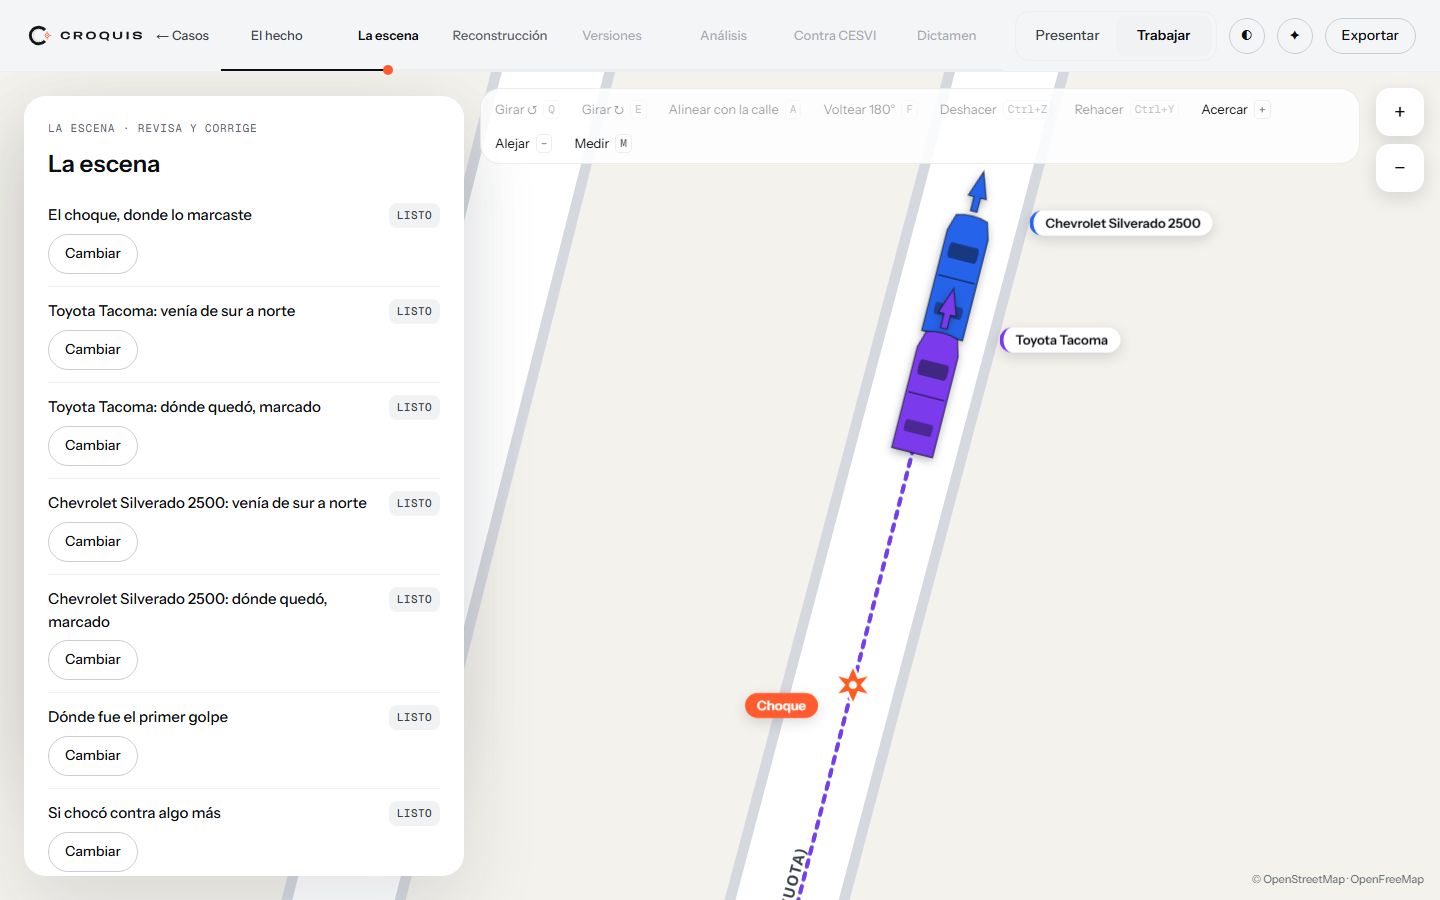 CROQUIS
← Casos
El hecho
La escena
Reconstrucción
Versiones
Análisis
Contra CESVI
Dictamen
Presentar
Trabajar
Exportar
LA ESCENA · REVISA Y CORRIGE
La escena
El choque, donde lo marcaste
LISTO
Cambiar
Toyota Tacoma: venía de sur a norte
LISTO
Cambiar
Toyota Tacoma: dónde quedó, marcado
LISTO
Cambiar
Chevrolet Silverado 2500: venía de sur a norte
LISTO
Cambiar
Chevrolet Silverado 2500: dónde quedó,
marcado
LISTO
Cambiar
Dónde fue el primer golpe
LISTO
Cambiar
Si chocó contra algo más
LISTO
Cambiar
Girar ↺ Q
Girar ↻ E
Alinear con la calle A
Voltear 180° F
Deshacer Ctrl+Z
Rehacer Ctrl+Y
Acercar +
Alejar −
Medir M
+
−
Chevrolet Silverado 2500
Toyota Tacoma
Choque
UOTA)
© OpenStreetMap · OpenFreeMap